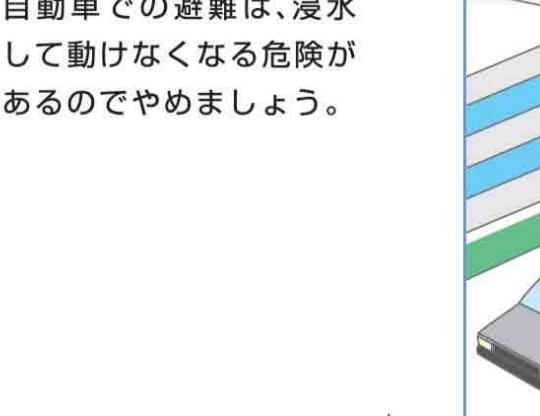 自動車での避難は、浸水
して動けなくなる危険が
あるのでやめましょう。